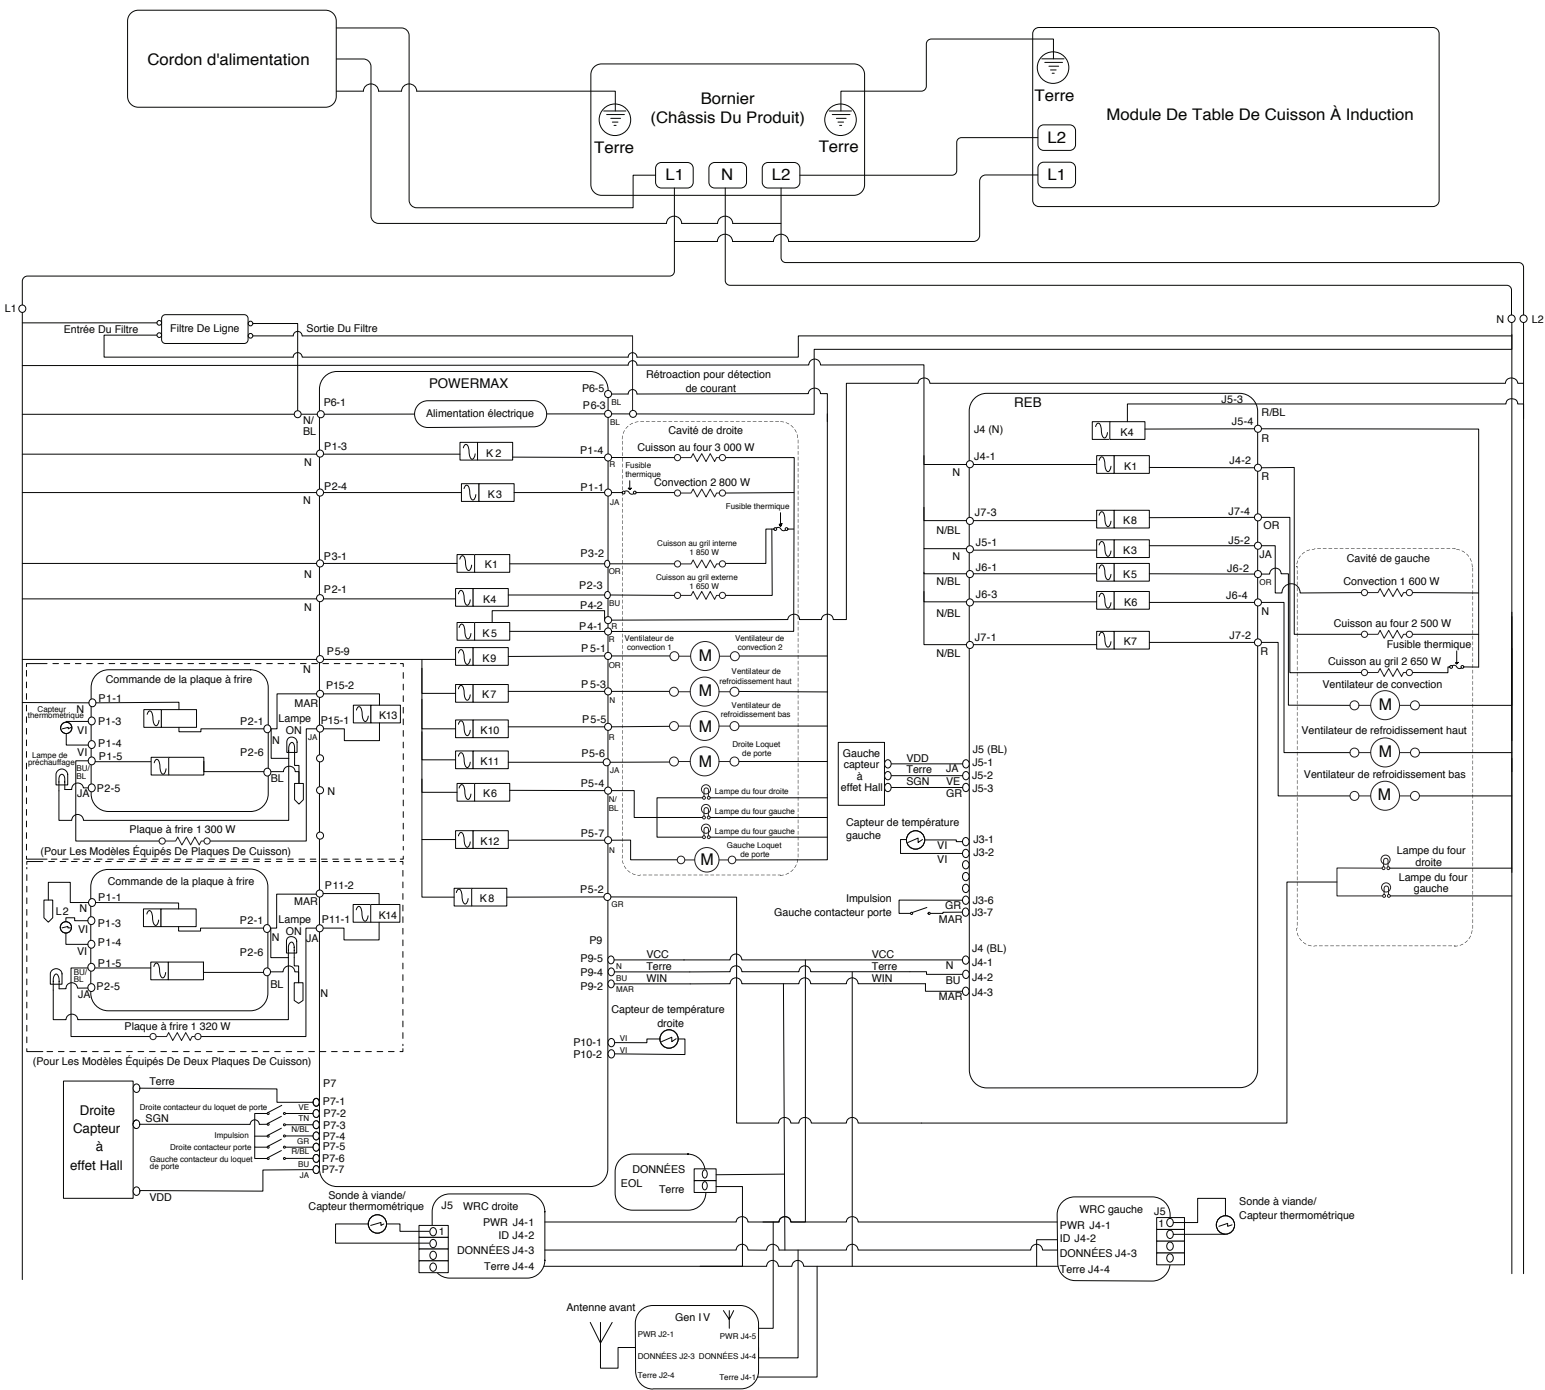 Cordon d'alimentation
Bornier
(Châssis Du Produit)
Terre
Terre
L1
N
L2
Terre
L2
L1
Module De Table De Cuisson À Induction
L1
N
L2
Entrée Du Filtre
Filtre De Ligne
Sortie Du Filtre
POWERMAX
Alimentation électrique
P6-1
N/
BL
P1-3
N
P2-4
N
P3-1
N
P2-1
N
P5-9
N
K2
K3
K1
K4
K5
K9
K7
K10
K11
K6
K12
K8
P6-5
BL
P6-3
BL
P1-4
R
P1-1
JA
P3-2
OR
P2-3
BU
P4-2
R
P4-1
R
P5-1
OR
P5-3
N
P5-5
R
P5-6
JA
P5-4
N/
BL
P5-7
N
P5-2
GR
Rétroaction pour détection
de courant
Cavité de droite
Cuisson au four 3 000 W
Fusible
thermique
Convection 2 800 W
Fusible thermique
Cuisson au gril interne
1 850 W
Cuisson au gril externe
1 650 W
Ventilateur de
convection 1
M
Ventilateur de
convection 2
M
Ventilateur de
refroidissement haut
M
Ventilateur de
refroidissement bas
M
Droite Loquet
de porte
Lampe du four droite
Lampe du four gauche
Lampe du four gauche
M
Gauche Loquet
de porte
REB
J4 (N)
J4-1
N
J7-3
N/BL
J5-1
N
J6-1
N/BL
J6-3
N/BL
J7-1
N/BL
K4
K1
K8
K3
K5
K6
K7
J5-3
R/BL
J5-4
R
J4-2
R
J7-4
OR
J5-2
JA
J6-2
OR
J6-4
N
J7-2
R
Cavité de gauche
Convection 1 600 W
Cuisson au four 2 500 W
Fusible thermique
Cuisson au gril 2 650 W
Ventilateur de convection
M
Ventilateur de refroidissement haut
M
Ventilateur de refroidissement bas
M
Lampe du four
droite
Lampe du four
gauche
Gauche
capteur
à
effet Hall
VDD
Terre
SGN
JA
VE
GR
J5 (BL)
J5-1
J5-2
J5-3
Capteur de température
gauche
VI
VI
J3-1
J3-2
Impulsion
Gauche contacteur porte
GR
MAR
J3-6
J3-7
J4 (BL)
N
J4-1
BU
J4-2
MAR
J4-3
VCC
Terre
WIN
Commande de la plaque à frire
Capteur
thermométrique
P1-1
N
P1-3
VI
P1-4
VI
P1-5
BU/
BL
P2-5
JA
Lampe de
préchauffage
P2-1
N
P2-6
BL
Lampe
ON
P15-2
MAR
P15-1
JA
K13
N
Plaque à frire 1 300 W
(Pour Les Modèles Équipés De Plaques De Cuisson)
Commande de la plaque à frire
L2
P1-1
N
P1-3
VI
P1-4
VI
P1-5
BU/
BL
P2-5
JA
P2-1
N
P2-6
BL
Lampe
ON
P11-2
MAR
P11-1
JA
K14
N
Plaque à frire 1 320 W
(Pour Les Modèles Équipés De Deux Plaques De Cuisson)
P9
P9-5
N
P9-4
BU
P9-2
MAR
VCC
Terre
WIN
Capteur de température
droite
P10-1
VI
P10-2
VI
Droite
Capteur
à
effet Hall
Terre
SGN
VDD
Droite contacteur du loquet de porte
Impulsion
Droite contacteur porte
Gauche contacteur du loquet
de porte
VE
TN
N/BL
GR
R/BL
BU
JA
P7
P7-1
P7-2
P7-3
P7-4
P7-5
P7-6
P7-7
DONNÉES
EOL
Terre
0
0
Sonde à viande/
Capteur thermométrique
J5
WRC droite
PWR J4-1
ID J4-2
DONNÉES J4-3
Terre J4-4
1
WRC gauche
J5
PWR J4-1
ID J4-2
DONNÉES J4-3
Terre J4-4
1
Sonde à viande/
Capteur thermométrique
Antenne avant
Gen IV
PWR J2-1
PWR J4-5
DONNÉES J2-3
DONNÉES J4-4
Terre J2-4
Terre J4-1